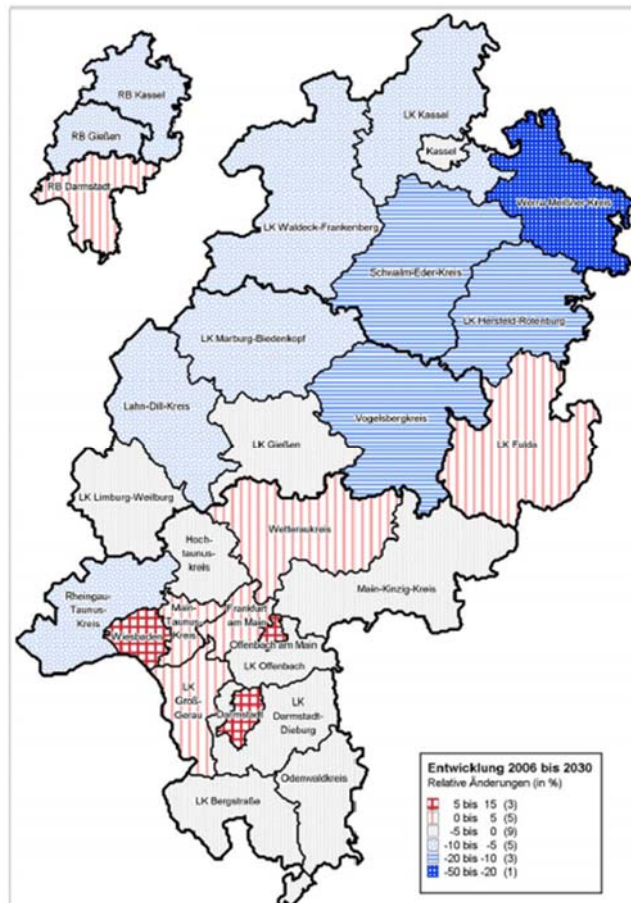 RB Kassel
RB Gießen
RB Darmstadt
LK Kassel
Kassel
Werra-Meißner-Kreis
LK Waldeck-Frankenberg
Schwalm-Eder-Kreis
LK Hersfeld-Rotenburg
LK Marburg-Biedenkopf
Lahn-Dill-Kreis
Vogelsbergkreis
LK Gießen
LK Fulda
LK Limburg-Weilburg
Wetteraukreis
Hoch-
taunus-
kreis
Main-Kinzig-Kreis
Rheingau-
Taunus-
Kreis
Main-
Taunus-
Kreis
Frankfurt
am Main
Wiesbaden
Offenbach am Main
LK Offenbach
LK
Groß-
Gerau
Darmstadt
LK
Darmstadt-
Dieburg
Odenwaldkreis
LK Bergstraße
Entwicklung 2006 bis 2030
Relative Änderungen (in %)
5 bis 15 (3)
0 bis 5 (5)
-5 bis 0 (9)
-10 bis -5 (5)
-20 bis -10 (3)
-50 bis -20 (1)